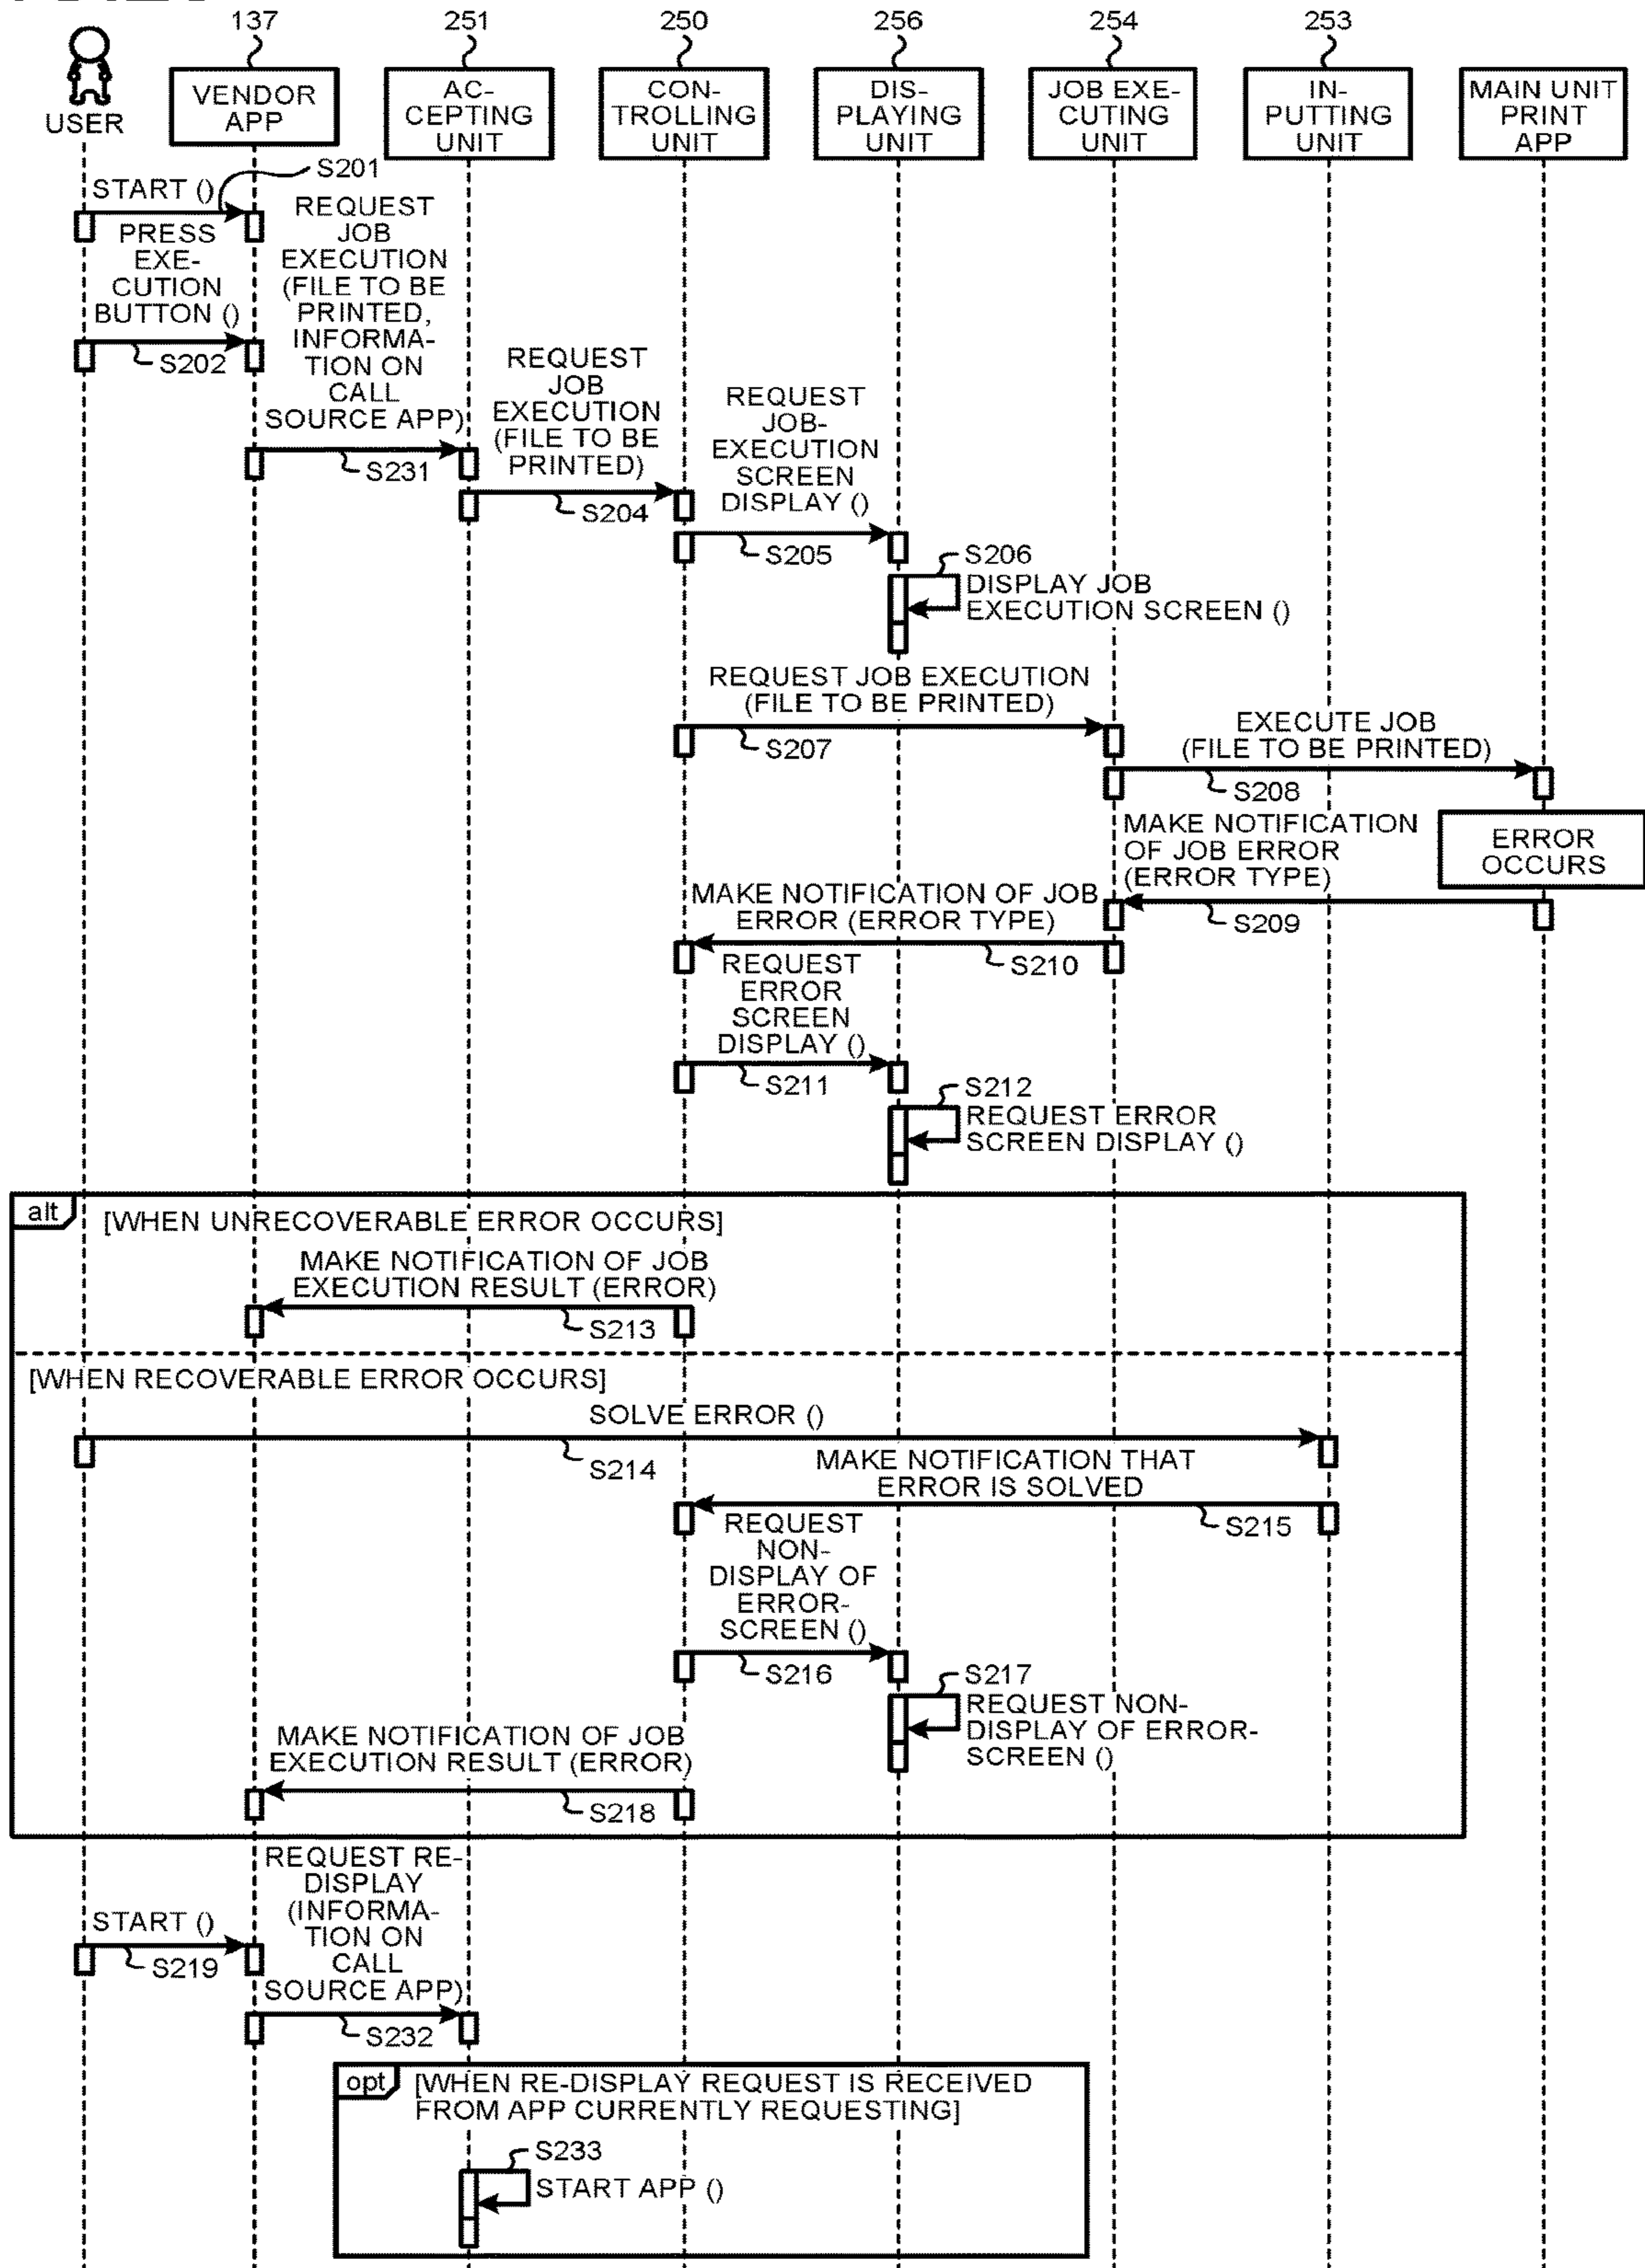 137
251
250
256
254
253
USER
VENDOR
APP
AC-
CEPTING
UNIT
CON-
TROLLING
UNIT
DIS-
PLAYING
UNIT
JOB EXE-
CUTING
UNIT
IN-
PUTTING
UNIT
MAIN UNIT
PRINT
APP
START ()
S201
PRESS
EXE-
CUTION
BUTTON ()
S202
REQUEST
JOB
EXECUTION
(FILE TO BE
PRINTED,
INFORMA-
TION ON
CALL
SOURCE APP)
S231
REQUEST
JOB
EXECUTION
(FILE TO BE
PRINTED)
S204
REQUEST
JOB-
EXECUTION
SCREEN
DISPLAY ()
S205
S206
DISPLAY JOB
EXECUTION SCREEN ()
REQUEST JOB EXECUTION
(FILE TO BE PRINTED)
S207
EXECUTE JOB
(FILE TO BE PRINTED)
S208
ERROR
OCCURS
MAKE NOTIFICATION
OF JOB ERROR
(ERROR TYPE)
S209
MAKE NOTIFICATION OF JOB
ERROR (ERROR TYPE)
S210
REQUEST
ERROR
SCREEN
DISPLAY ()
S211
S212
REQUEST ERROR
SCREEN DISPLAY ()
alt
[WHEN UNRECOVERABLE ERROR OCCURS]
MAKE NOTIFICATION OF JOB
EXECUTION RESULT (ERROR)
S213
[WHEN RECOVERABLE ERROR OCCURS]
SOLVE ERROR ()
S214
MAKE NOTIFICATION THAT
ERROR IS SOLVED
S215
REQUEST
NON-
DISPLAY OF
ERROR-
SCREEN ()
S216
S217
REQUEST NON-
DISPLAY OF ERROR-
SCREEN ()
MAKE NOTIFICATION OF JOB
EXECUTION RESULT (ERROR)
S218
START ()
S219
REQUEST RE-
DISPLAY
(INFORMA-
TION ON
CALL
SOURCE APP)
S232
opt
[WHEN RE-DISPLAY REQUEST IS RECEIVED
FROM APP CURRENTLY REQUESTING]
S233
START APP ()